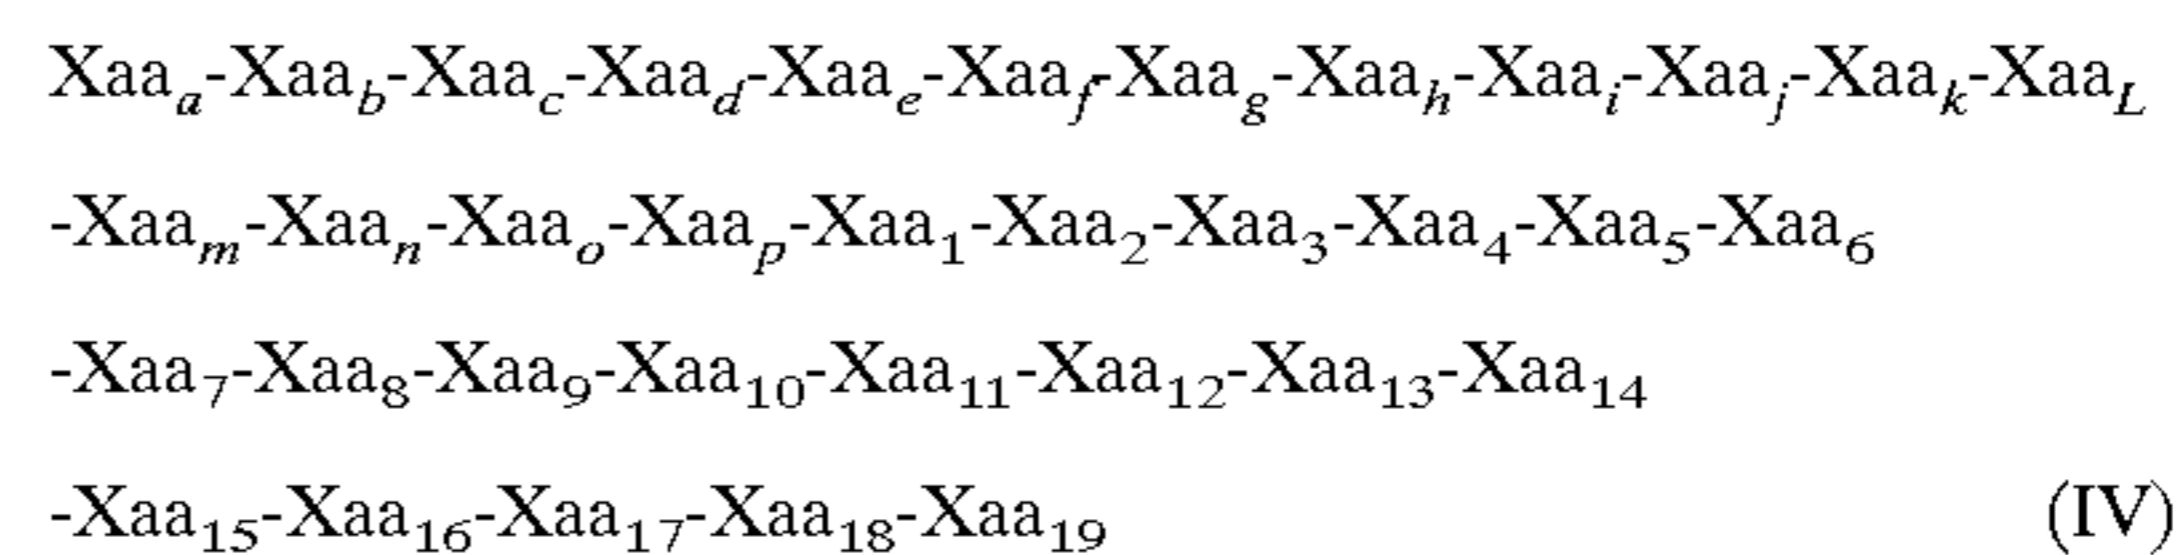 Xaa_a-Xaa_b-Xaa_c-Xaa_d-Xaa_e-Xaa_f-Xaa_g-Xaa_h-Xaa_i-Xaa_j-Xaa_k-Xaa_L
-Xaa_m-Xaa_n-Xaa_o-Xaa_p-Xaa_1-Xaa_2-Xaa_3-Xaa_4-Xaa_5-Xaa_6
-Xaa_7-Xaa_8-Xaa_9-Xaa_10-Xaa_11-Xaa_12-Xaa_13-Xaa_14
-Xaa_15-Xaa_16-Xaa_17-Xaa_18-Xaa_19 (IV)